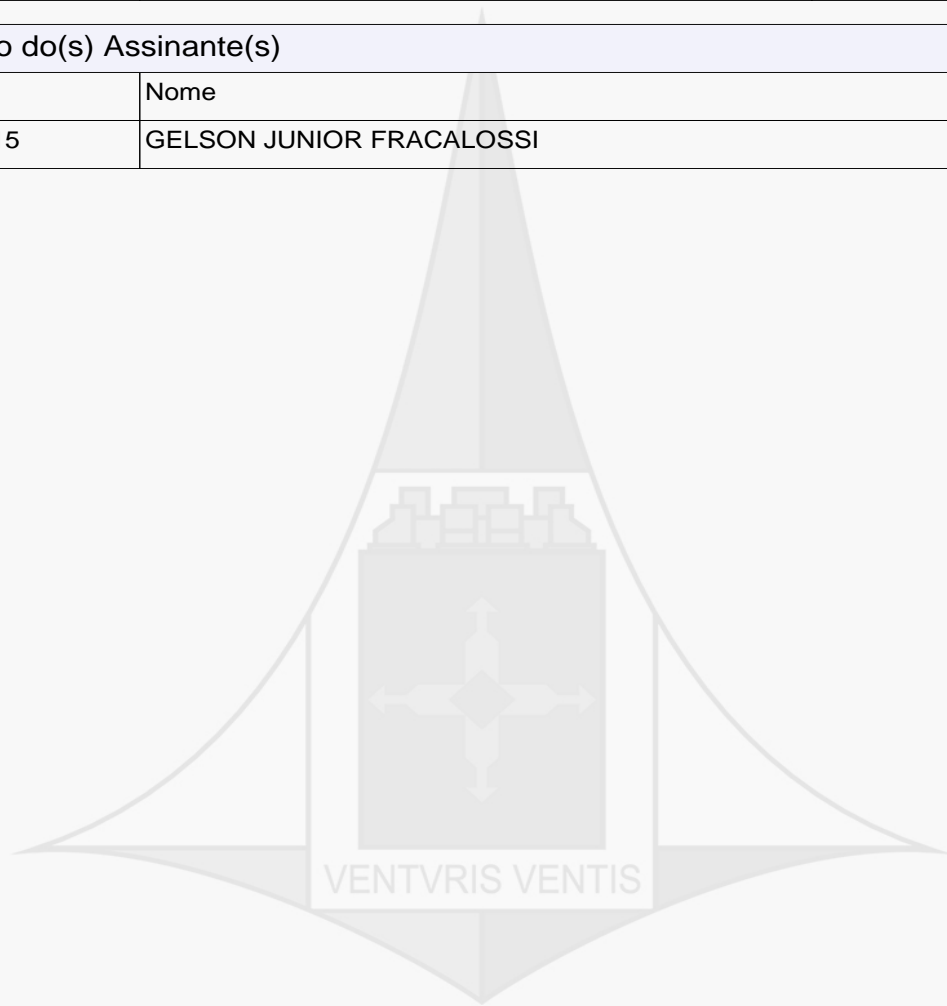 o do(s) Assinante(s)
Nome
5 GELSON JUNIOR FRACALOSSI
VENTVRIS VENTIS